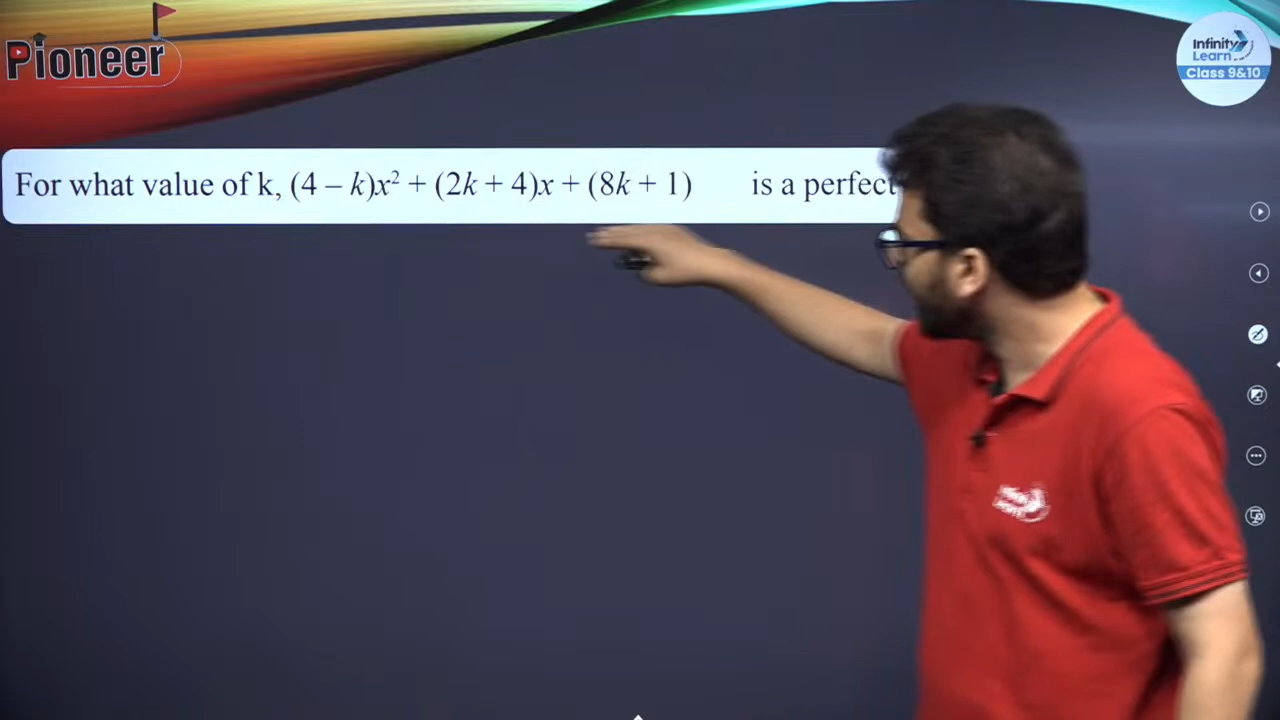 Pioneer
Infinity
Learn
Class 9&10
For what value of k, (4 – k)x² + (2k + 4)x + (8k + 1) is a perfect